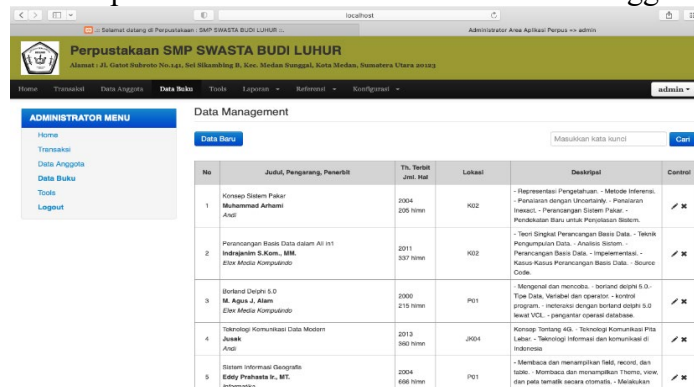 localhost
.:: Selamat datang di Perpustakaan : SMP SWASTA BUDI LUHUR ::.
Administrator Area Aplikasi Perpus => admin
Perpustakaan SMP SWASTA BUDI LUHUR
Alamat : Jl. Gatot Subroto No.141, Sei Sikambing B, Kec. Medan Sunggal, Kota Medan, Sumatera Utara 20123
Home Transaksi Data Anggota Data Buku Tools Laporan Referensi Konfigurasi admin
ADMINISTRATOR MENU
Home
Transaksi
Data Anggota
Data Buku
Tools
Logout
Data Management
Data Baru
Masukkan kata kunci
Cari
No
Judul, Pengarang, Penerbit
Th. Terbit
Jml. Hal
Lokasi
Deskripsi
Control
1
Konsep Sistem Pakar
Muhammad Arhami
Andi
2004
205 hlmn
K02
- Representasi Pengetahuan. - Metode Inferensi.
- Penalaran dengan Uncertainly. - Penalaran
Inexact. - Perancangan Sistem Pakar. -
Pendekatan Baru untuk Penjelasan Sistem.
2
Perancangan Basis Data dalam All in1
Indrajanim S.Kom., MM.
Elex Media Komputindo
2011
337 hlmn
K02
- Teori Singkat Perancangan Basis Data. - Teknik
Pengumpulan Data. - Analisis Sistem. -
Perancangan Basis Data. - Impelementasi. -
Kasus-Kasus Perancangan Basis Data. - Source
Code.
3
Borland Delphi 5.0
M. Agus J, Alam
Elex Media Komputindo
2000
215 hlmn
P01
- Mengenal dan mencoba. - borland delphi 5.0.-
Tipe Data, Variabel dan operator. - kontrol
program. - ineteraksi dengan borland delphi 5.0
lewat VCL. - pengantar operasi database.
4
Teknologi Komunikasi Data Modern
Jusak
Andi
2013
360 hlmn
JK04
Konsep Tentang 4G. - Teknologi Komunikasi Pita
Lebar. - Teknologi Informasi dan komunikasi di
Indonesia
5
Sistem Informasi Geografis
Eddy Prahasta Ir., MT.
Informatika
2004
666 hlmn
P01
- Membaca dan menampilkan field, record, dan
table. - Membaca dan menampilkan Theme, view,
dan peta tematik secara otomatis. - Melakukan